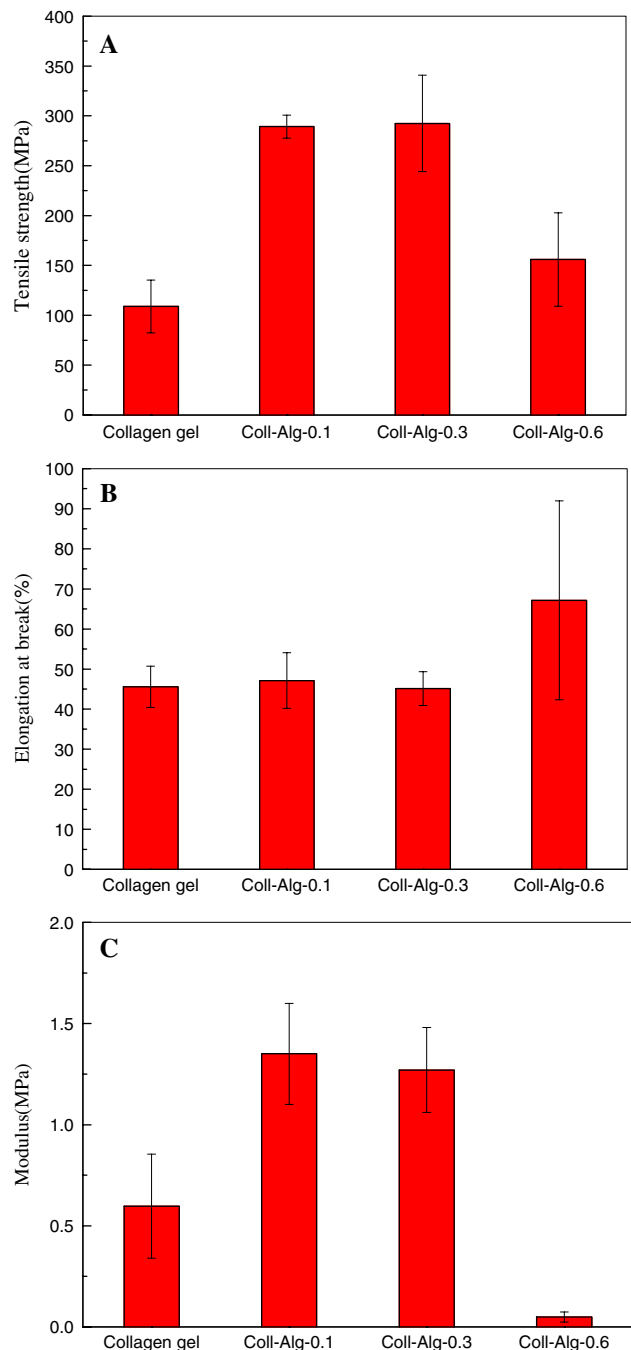 A
Tensile strength(MPa)
400
350
300
250
200
150
100
50
0
Collagen gel Coll-Alg-0.1 Coll-Alg-0.3 Coll-Alg-0.6
B
Elongation at break(%)
100
90
80
70
60
50
40
30
20
10
0
Collagen gel Coll-Alg-0.1 Coll-Alg-0.3 Coll-Alg-0.6
C
Modulus(MPa)
2.0
1.5
1.0
0.5
0.0
Collagen gel Coll-Alg-0.1 Coll-Alg-0.3 Coll-Alg-0.6